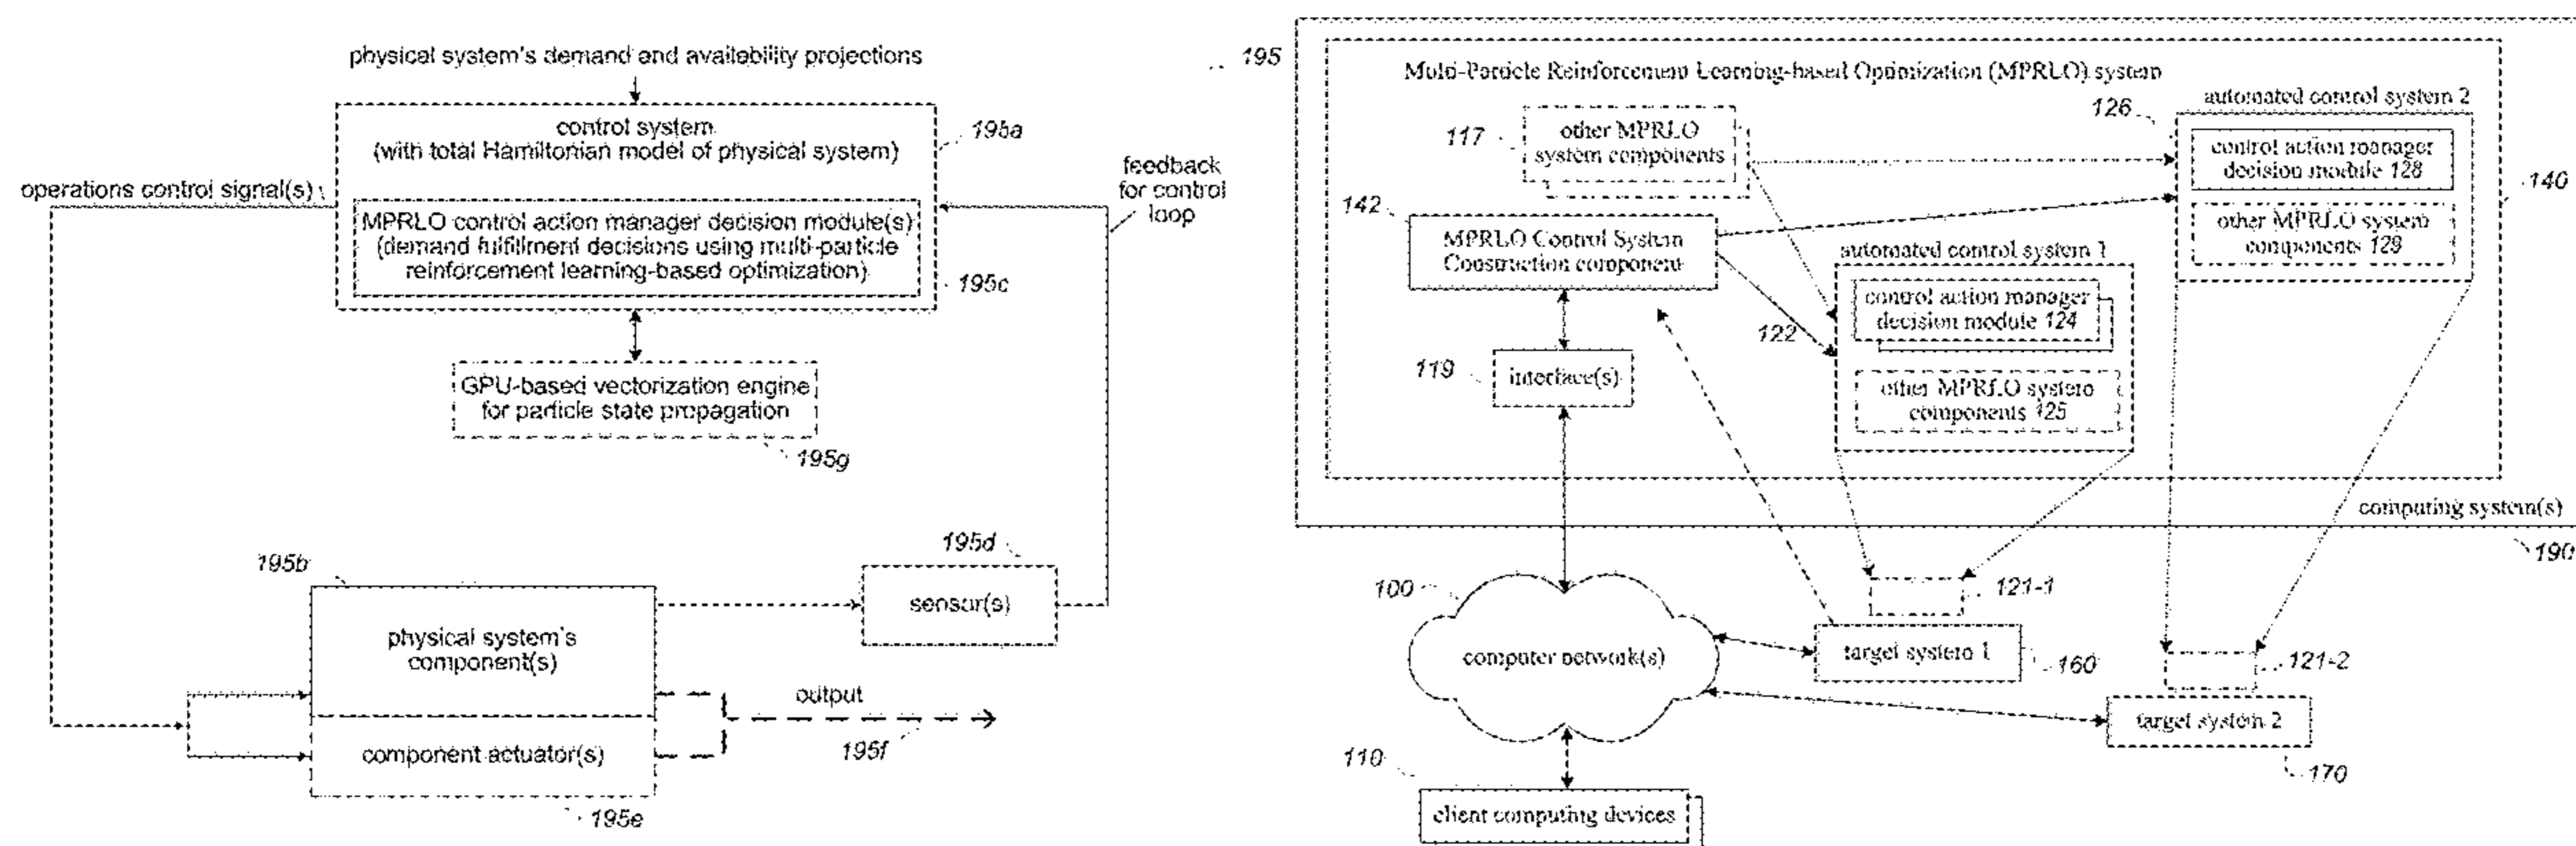 physical system's demand and availability projections
195
control system
(with total Hamiltonian model of physical system)
195a
operations control signal(s)
feedback
for control
loop
MPRLO control action manager decision module(s)
(demand fulfillment decisions using multi-particle
reinforcement learning-based optimization)
195c
GPU-based vectorization engine
for particle state propagation
195g
195b
195d
sensor(s)
physical system's
component(s)
output
component actuator(s)
195f
195e
Multi-Particle Reinforcement Learning-based Optimization (MPRLO) system
126
automated control system 2
117
other MPRLO
system components
control action manager
decision module 128
140
142
MPRLO Control System
Construction component
other MPRLO system
components 129
automated control system 1
control action manager
decision module 124
122
119
interface(s)
other MPRLO system
components 125
computing system(s)
190
100
121-1
computer network(s)
target system 1
160
121-2
target system 2
110
170
client computing devices